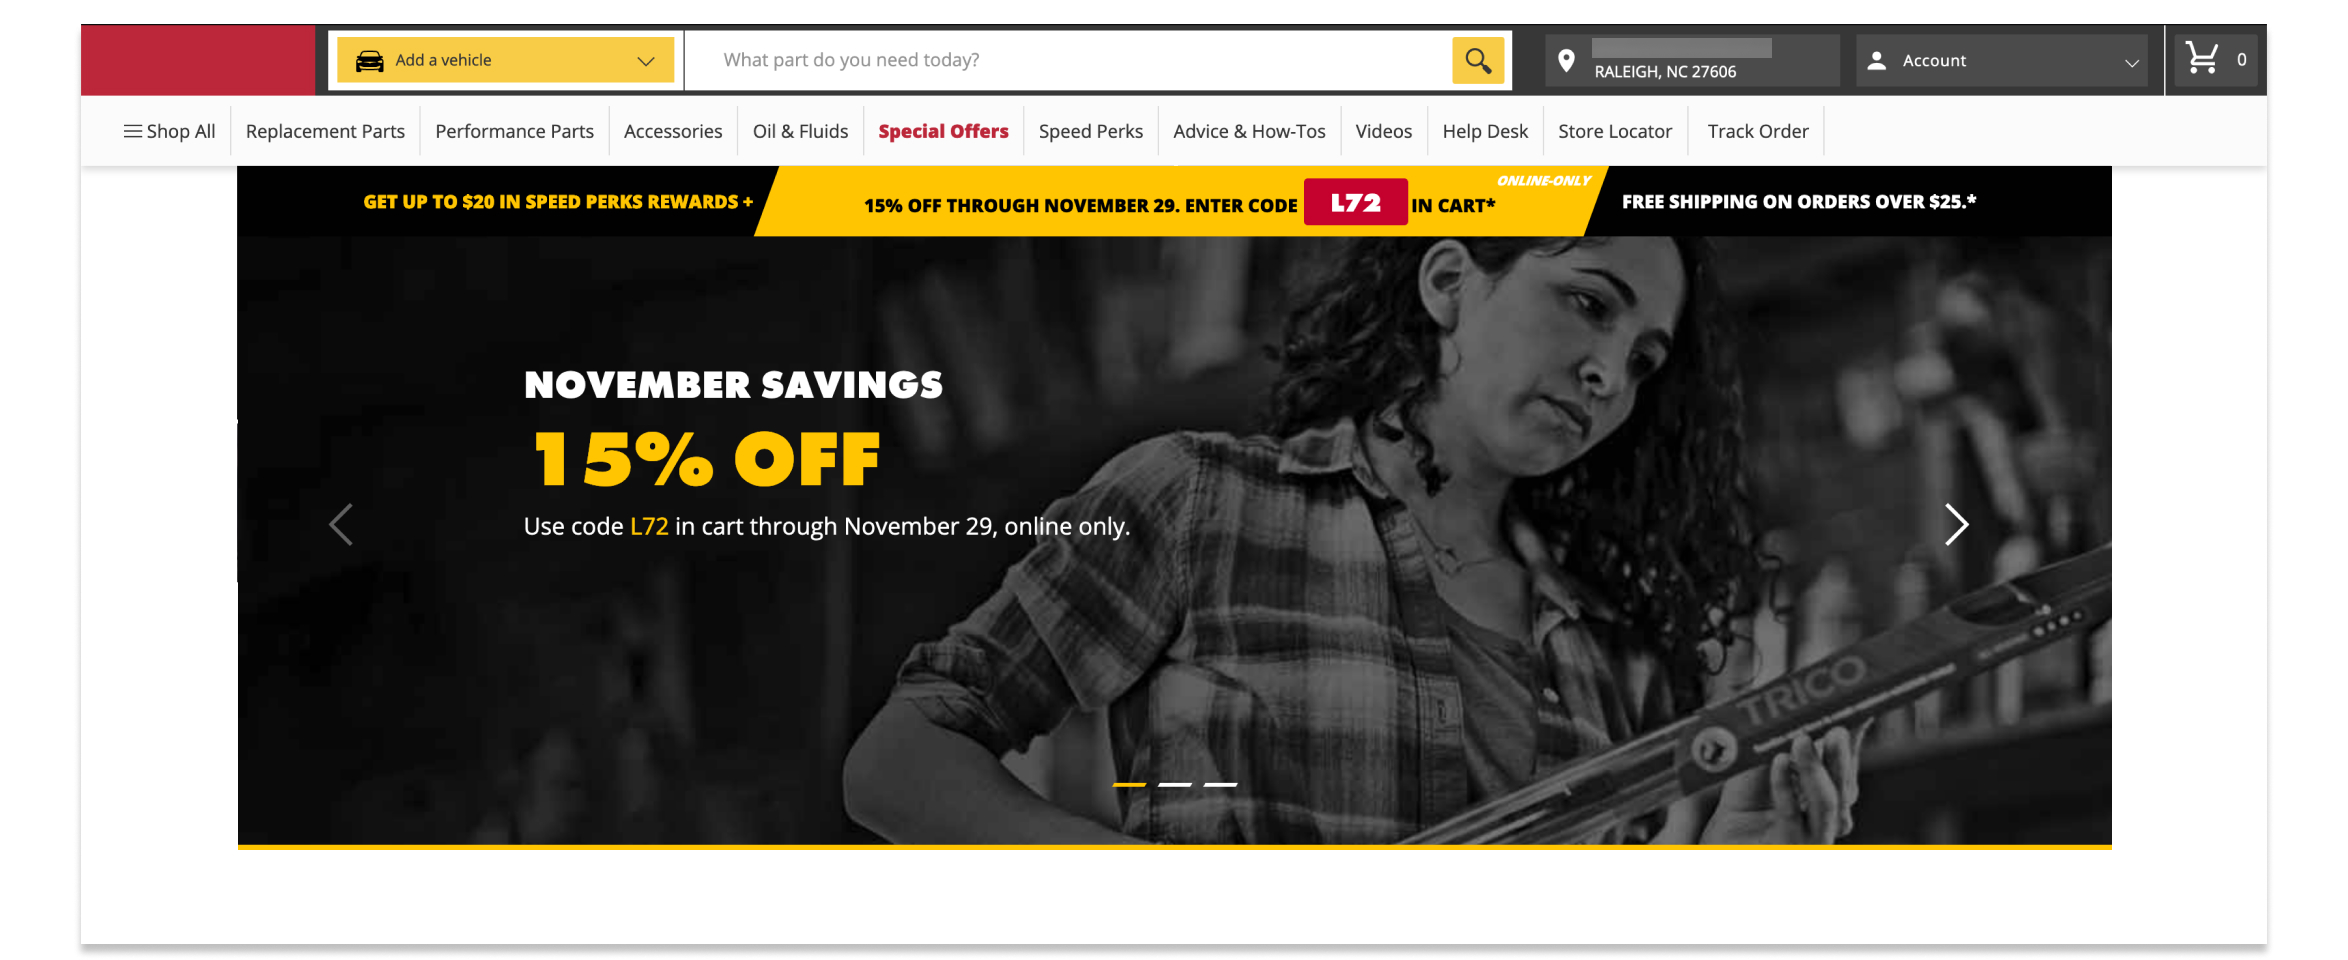 Add a vehicle
What part do you need today?
RALEIGH, NC 27606
Account
0
Shop All
Replacement Parts
Performance Parts
Accessories
Oil & Fluids
Special Offers
Speed Perks
Advice & How-Tos
Videos
Help Desk
Store Locator
Track Order
GET UP TO $20 IN SPEED PERKS REWARDS +
ONLINE-ONLY
15% OFF THROUGH NOVEMBER 29. ENTER CODE L72 IN CART*
FREE SHIPPING ON ORDERS OVER $25.*
NOVEMBER SAVINGS
15% OFF
Use code L72 in cart through November 29, online only.
TRICO